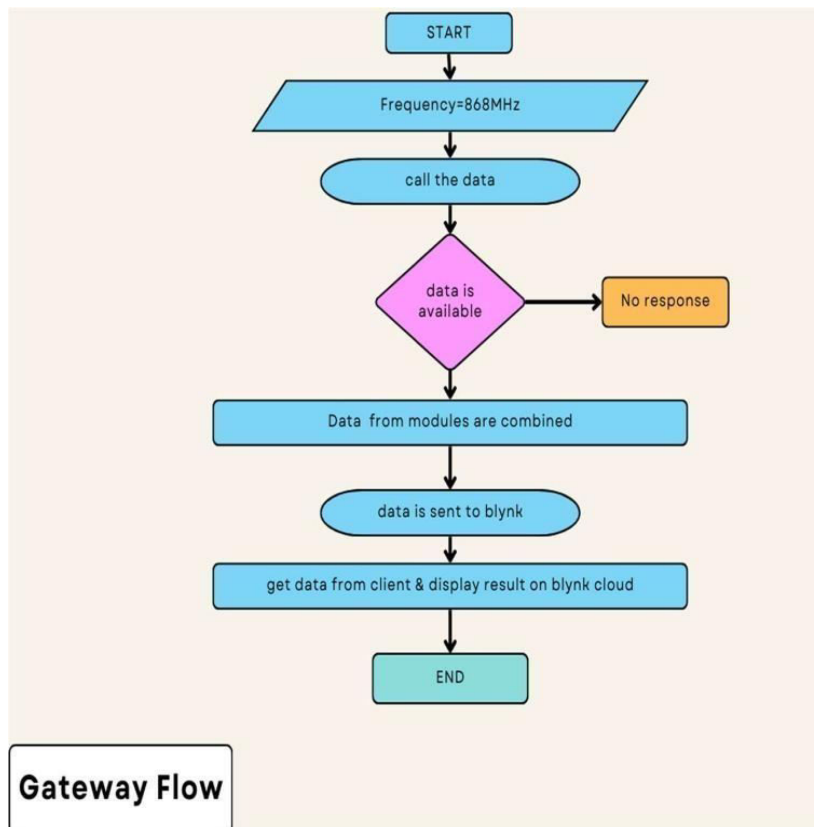 START
Frequency=868MHz
call the data
data is
available
No response
Data from modules are combined
data is sent to blynk
get data from client & display result on blynk cloud
END
Gateway Flow